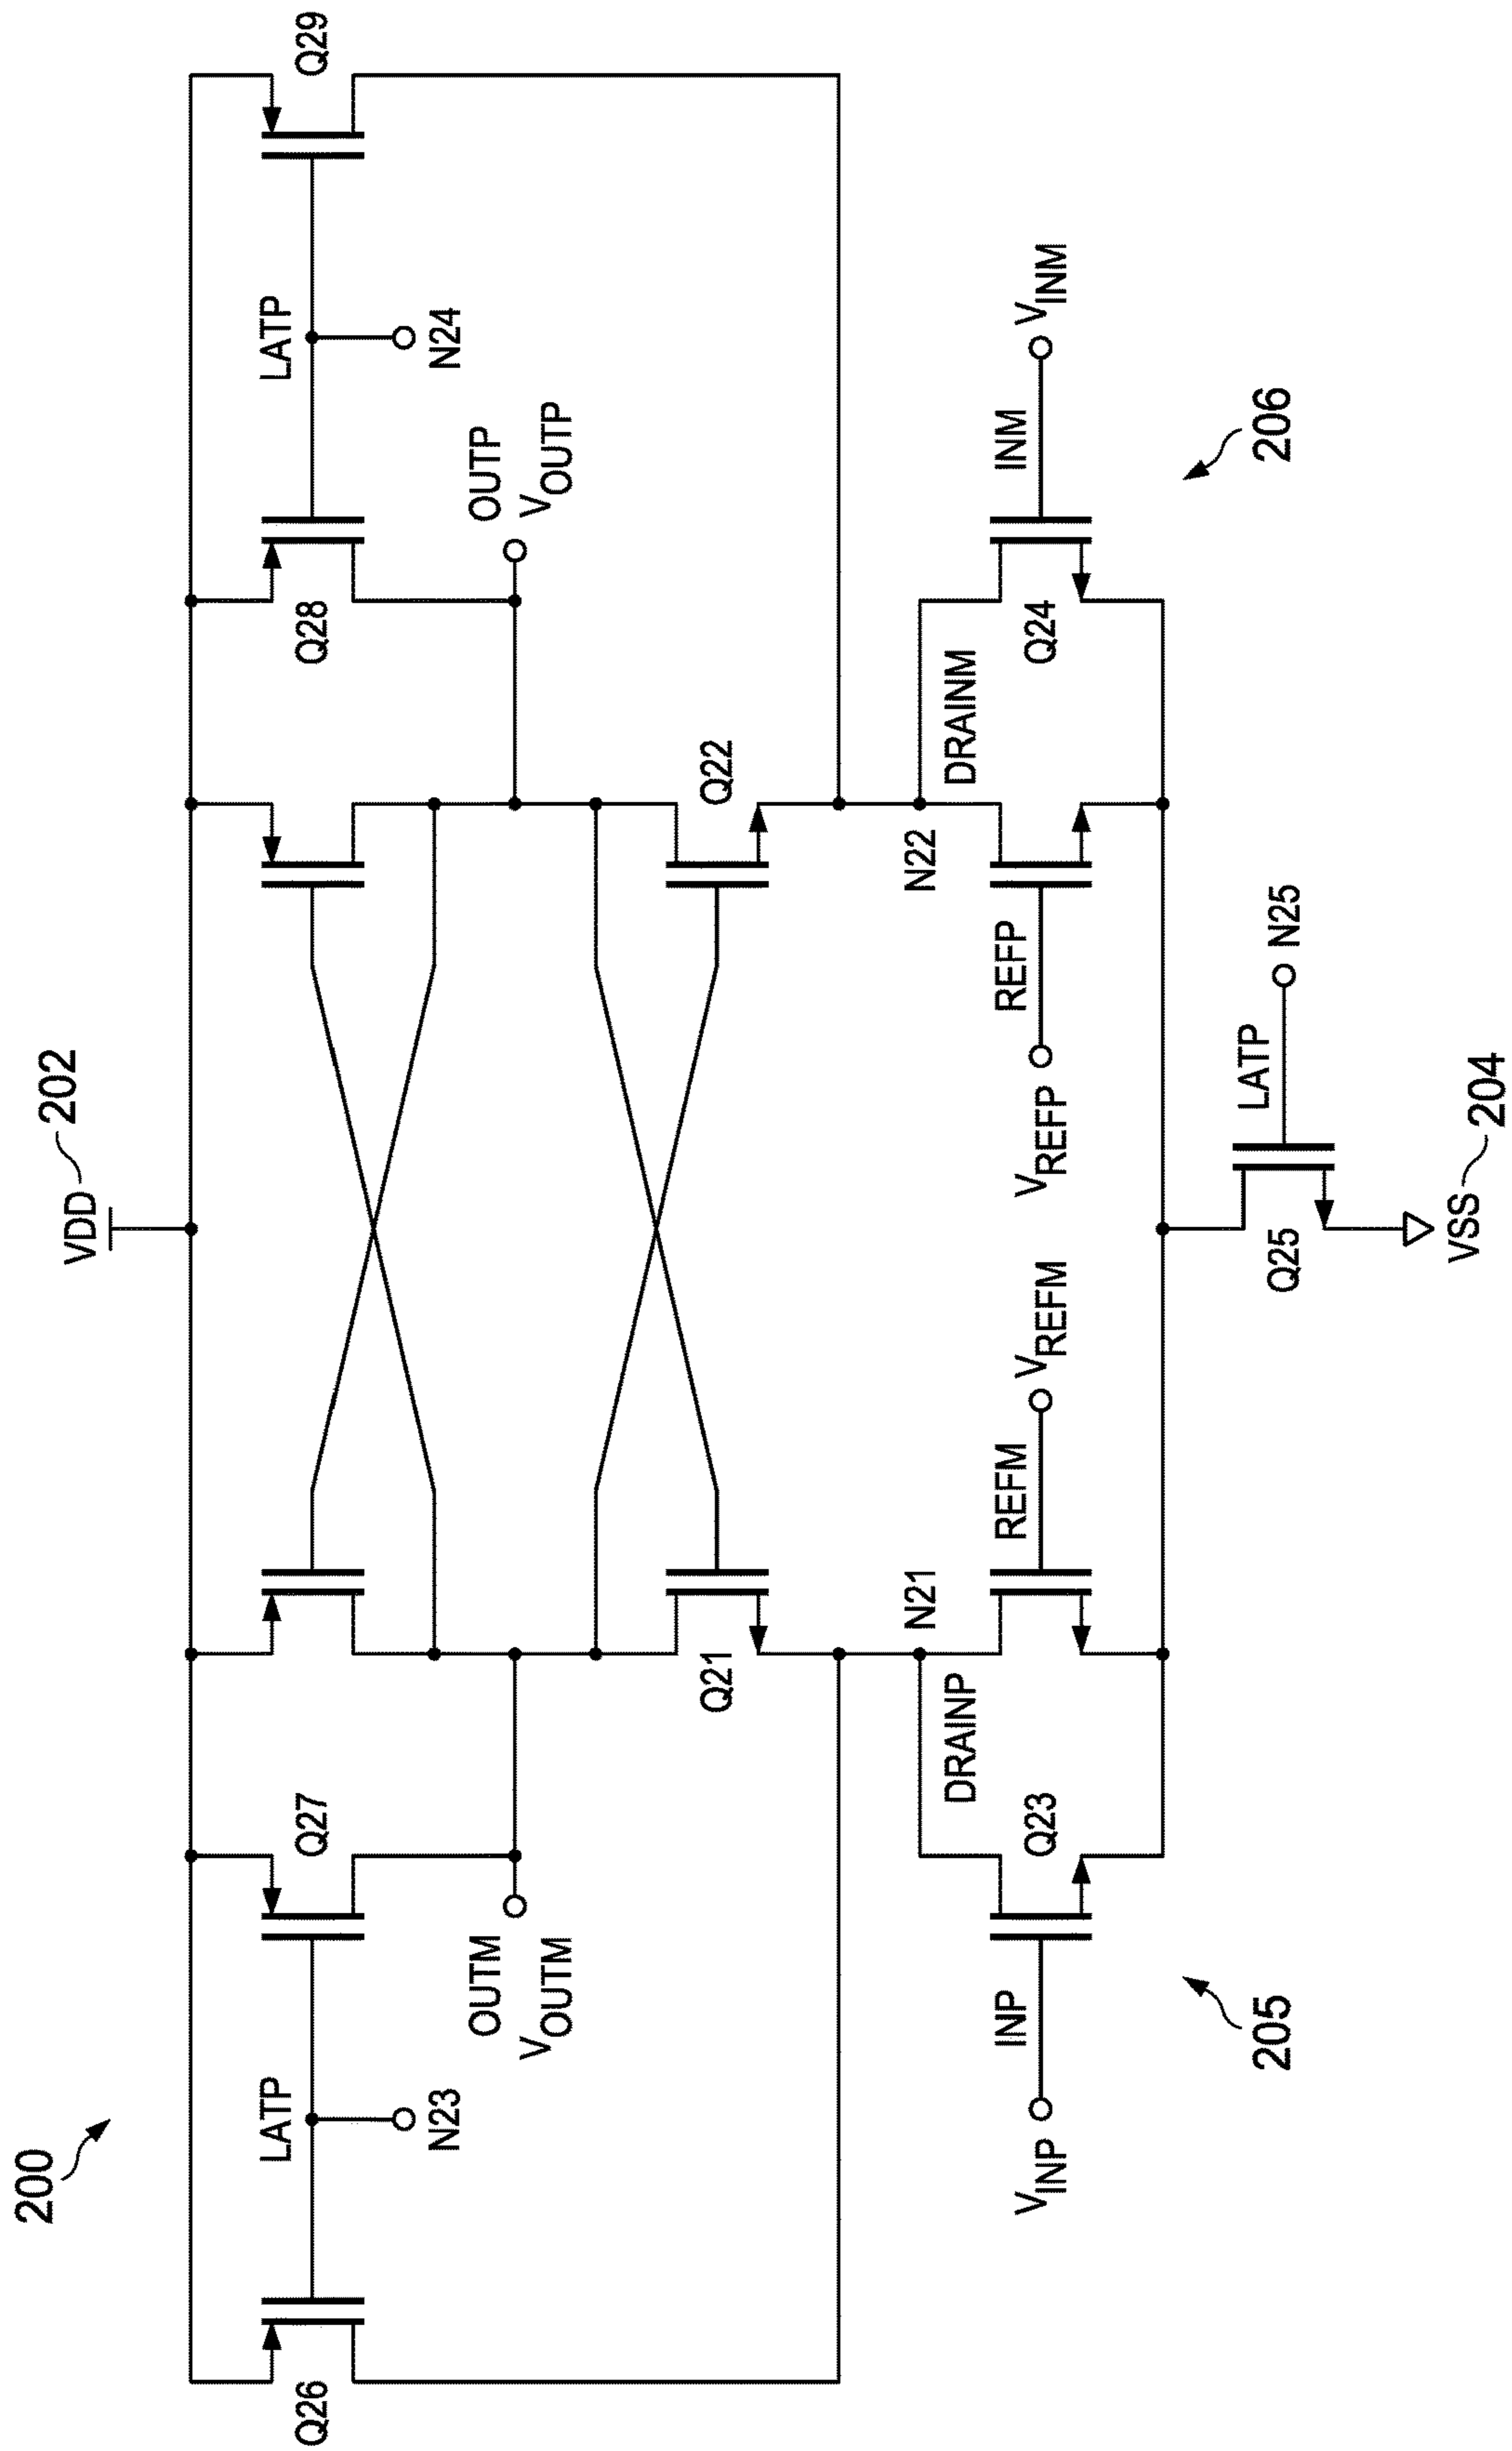 200
VDD 202
Q26
LATP
N23
Q27
Q28
LATP
N24
Q29
OUTM
VOUTM
OUTP
VOUTP
Q21
Q22
DRAINP
N21
N22
DRAINM
VINP
INP
Q23
REFM
VREFM
VREFP
REFP
Q24
INM
VINM
205
206
Q25
LATP
N25
VSS 204